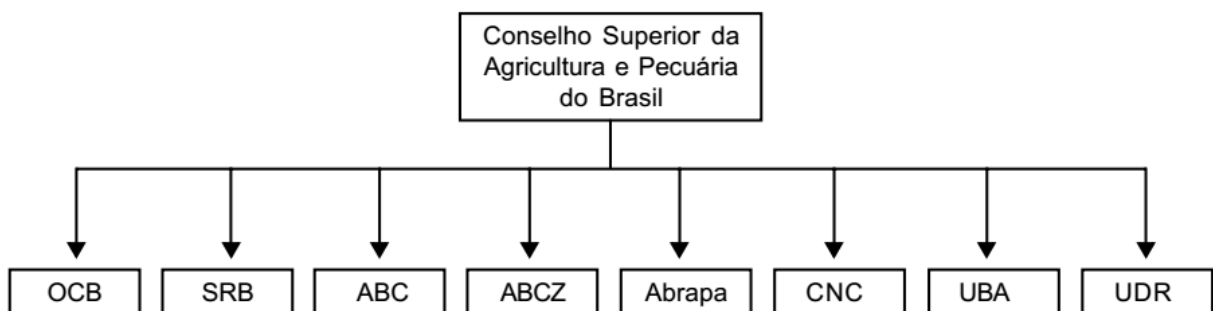 Conselho Superior da
Agricultura e Pecuária
do Brasil
OCB SRB ABC ABCZ Abrapa CNC UBA UDR